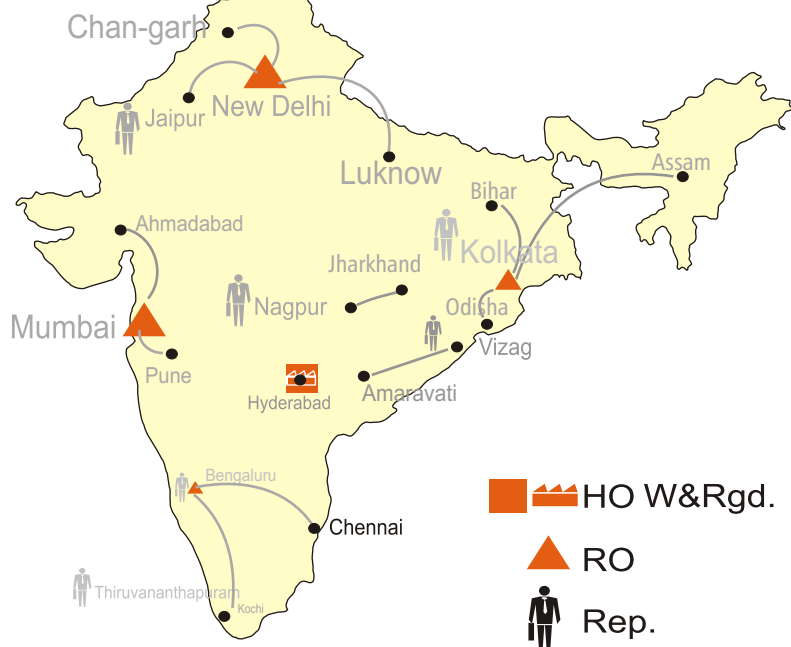 Chan-garh
New Delhi
Jaipur
Luknow
Assam
Bihar
Ahmadabad
Kolkata
Jharkhand
Nagpur
Odisha
Mumbai
Vizag
Pune
Amaravati
Hyderabad
Bengaluru
HO W&Rgd.
Chennai
RO
Thiruvananthapuram
Kochi
Rep.